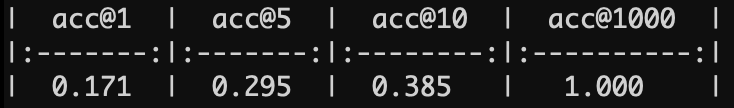 |  acc@1  |  acc@5  |  acc@10  |  acc@1000  |
|:-------:|:-------:|:--------:|:----------:|
|  0.171  |  0.295  |  0.385   |   1.000    |